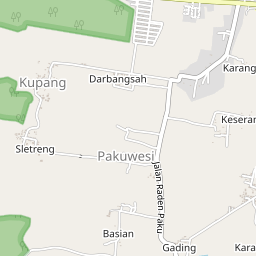 Karang
Darbangsah
Kupang
Keseran
Sletreng
Pakuwesi
Jalan Raden Paku
Basian
Gading
Kara